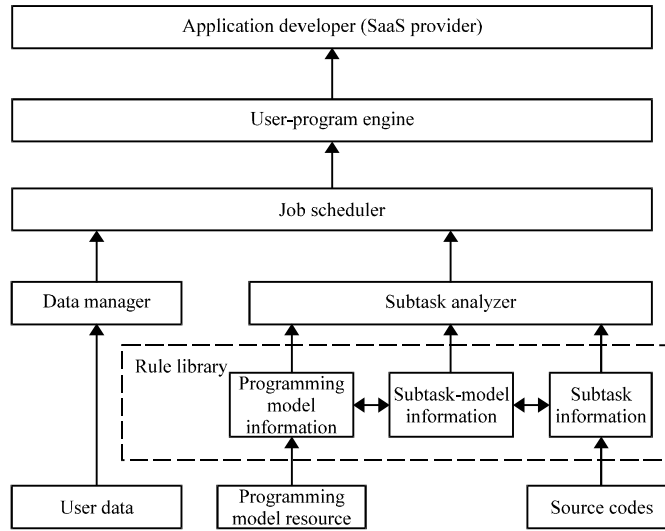 Application developer (SaaS provider)
User-program engine
Job scheduler
Data manager
Subtask analyzer
Rule library
Programming
model
information
Subtask-model
information
Subtask
information
User data
Programming
model resource
Source codes